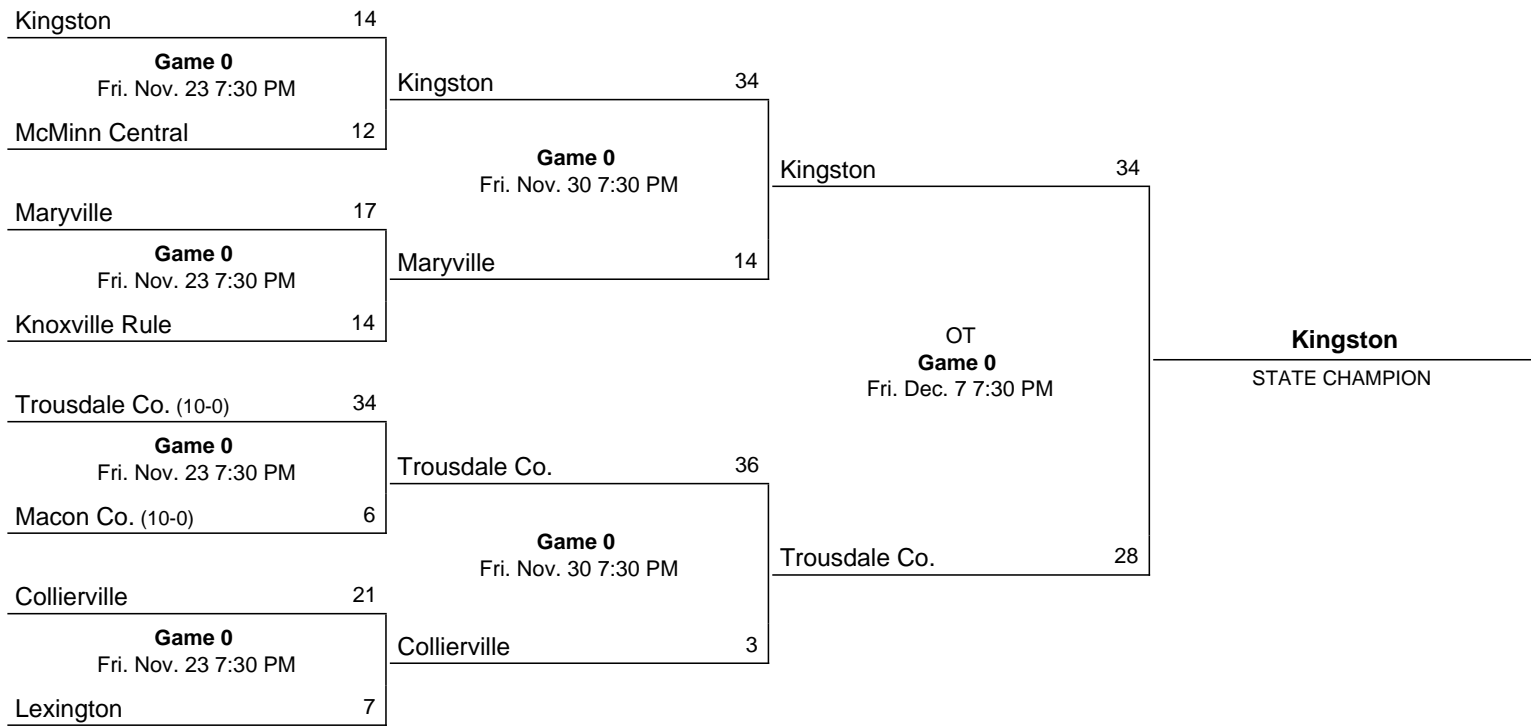 Kingston 14
Game 0
Fri. Nov. 23 7:30 PM
McMinn Central 12
Maryville 17
Game 0
Fri. Nov. 23 7:30 PM
Knoxville Rule 14
Trousdale Co. (10-0) 34
Game 0
Fri. Nov. 23 7:30 PM
Macon Co. (10-0) 6
Collierville 21
Game 0
Fri. Nov. 23 7:30 PM
Lexington 7
Kingston 34
Game 0
Fri. Nov. 30 7:30 PM
Maryville 14
Trousdale Co. 36
Game 0
Fri. Nov. 30 7:30 PM
Collierville 3
Kingston 34
OT
Game 0
Fri. Dec. 7 7:30 PM
Trousdale Co. 28
Kingston
STATE CHAMPION